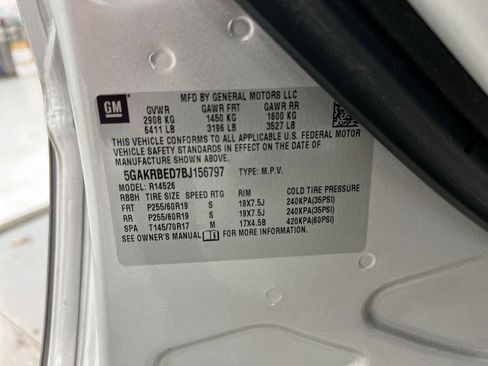 GM
MFD BY GENERAL MOTORS LLC
GVWR GAWR FRT GAWR RR
2908 KG 1450 KG 1600 KG
6411 LB 3196 LB 3527 LB
THIS VEHICLE CONFORMS TO ALL APPLICABLE U.S. FEDERAL MOTOR
VEHICLE SAFETY STANDARDS IN EFFECT ON THE DATE OF
MANUFACTURE SHOWN ABOVE.
5GAKRBED7BJ156797 TYPE: M.P.V.
MODEL: R14526
RBBH TIRE SIZE SPEED RTG RIM COLD TIRE PRESSURE
FRT P255/60R19 S 19X7.5J 240KPA(35PSI)
RR P255/60R19 S 19X7.5J 240KPA(35PSI)
SPA T145/70R17 M 17X4.5B 420KPA(60PSI)
SEE OWNER'S MANUAL FOR MORE INFORMATION.